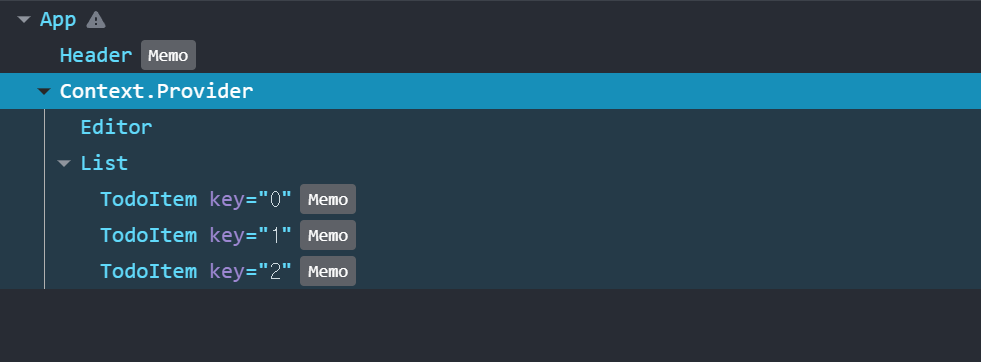 App
Header Memo
Context.Provider
Editor
List
TodoItem key="0" Memo
TodoItem key="1" Memo
TodoItem key="2" Memo